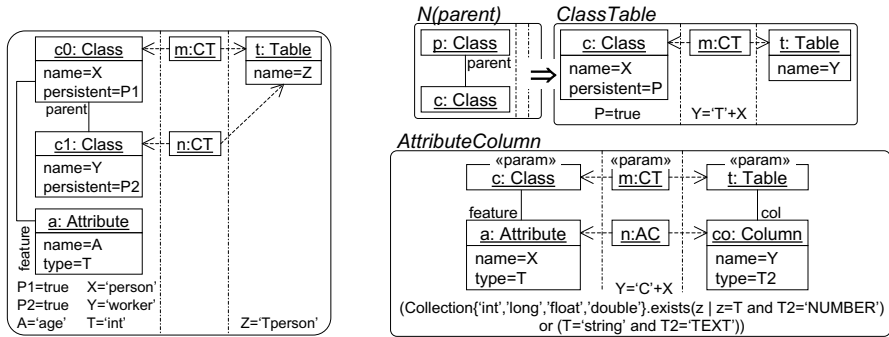 c0: Class
m:CT
t: Table
name=X
persistent=P1
name=Z
parent
c1: Class
n:CT
name=Y
persistent=P2
feature
a: Attribute
name=A
type=T
P1=true X=‘person’
P2=true Y=‘worker’
A=‘age’ T=‘int’ Z=‘Tperson’
N(parent)
p: Class
parent
c: Class
⇒
ClassTable
c: Class
m:CT
t: Table
name=X
persistent=P
name=Y
P=true Y=‘T’+X
AttributeColumn
«param» «param» «param»
c: Class
m:CT
t: Table
feature
col
a: Attribute
n:AC
co: Column
name=X
type=T
name=Y
type=T2
Y=‘C’+X
(Collection{‘int’,’long’,’float’,’double’}.exists(z | z=T and T2=‘NUMBER’)
or (T=‘string’ and T2=‘TEXT’))